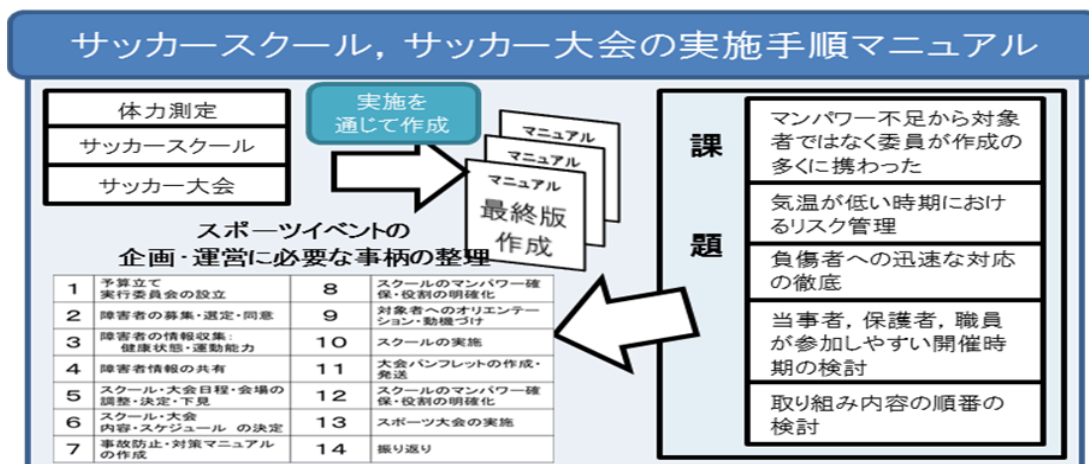 サッカースクール，サッカー大会の実施手順マニュアル
体力測定
サッカースクール
サッカー大会
実施を
通じて作成
マニュアル
マニュアル
マニュアル
最終版
作成
課
題
マンパワー不足から対象
者ではなく委員が作成の
多くに携わった
気温が低い時期におけ
るリスク管理
負傷者への迅速な対応
の徹底
当事者，保護者，職員
が参加しやすい開催時
期の検討
取り組み内容の順番の
検討
スポーツイベントの
企画・運営に必要な事柄の整理
1 予算立て
実行委員会の設立
2 障害者の募集・選定・同意
3 障害者の情報収集：
健康状態・運動能力
4 障害者情報の共有
5 スクール・大会日程・会場の
調整・決定・下見
6 スクール・大会
内容・スケジュール の決定
7 事故防止・対策マニュアル
の作成
8 スクールのマンパワー確
保・役割の明確化
9 対象者へのオリエンテー
ション・動機づけ
10 スクールの実施
11 大会パンフレットの作成・
発送
12 スクールのマンパワー確
保・役割の明確化
13 スポーツ大会の実施
14 振り返り